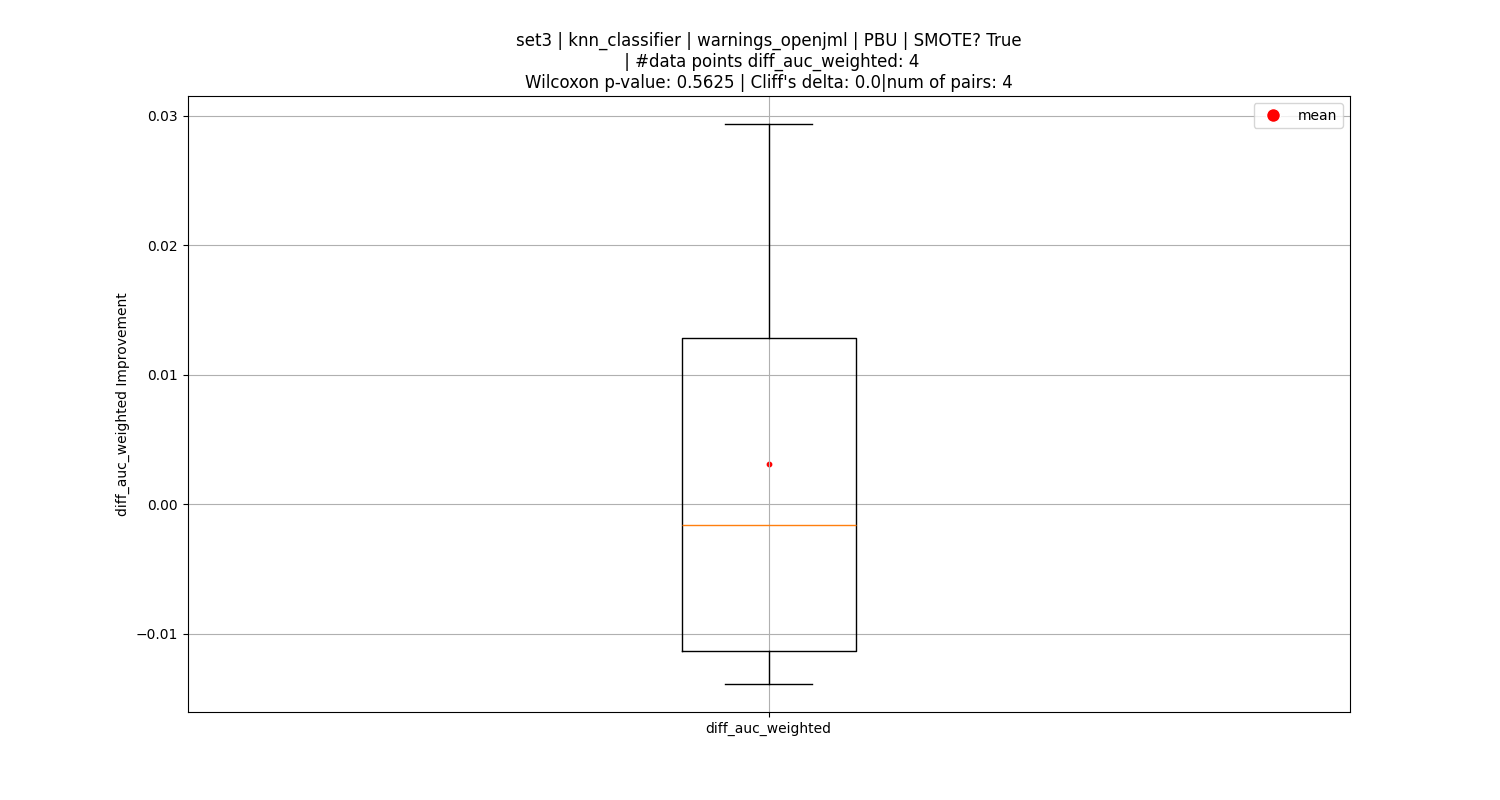 set3 | knn_classifier | warnings_openjml | PBU | SMOTE? True
| #data points diff_auc_weighted: 4
Wilcoxon p-value: 0.5625 | Cliff's delta: 0.0|num of pairs: 4
mean
0.03
0.02
0.01
0.00
−0.01
diff_auc_weighted Improvement
diff_auc_weighted